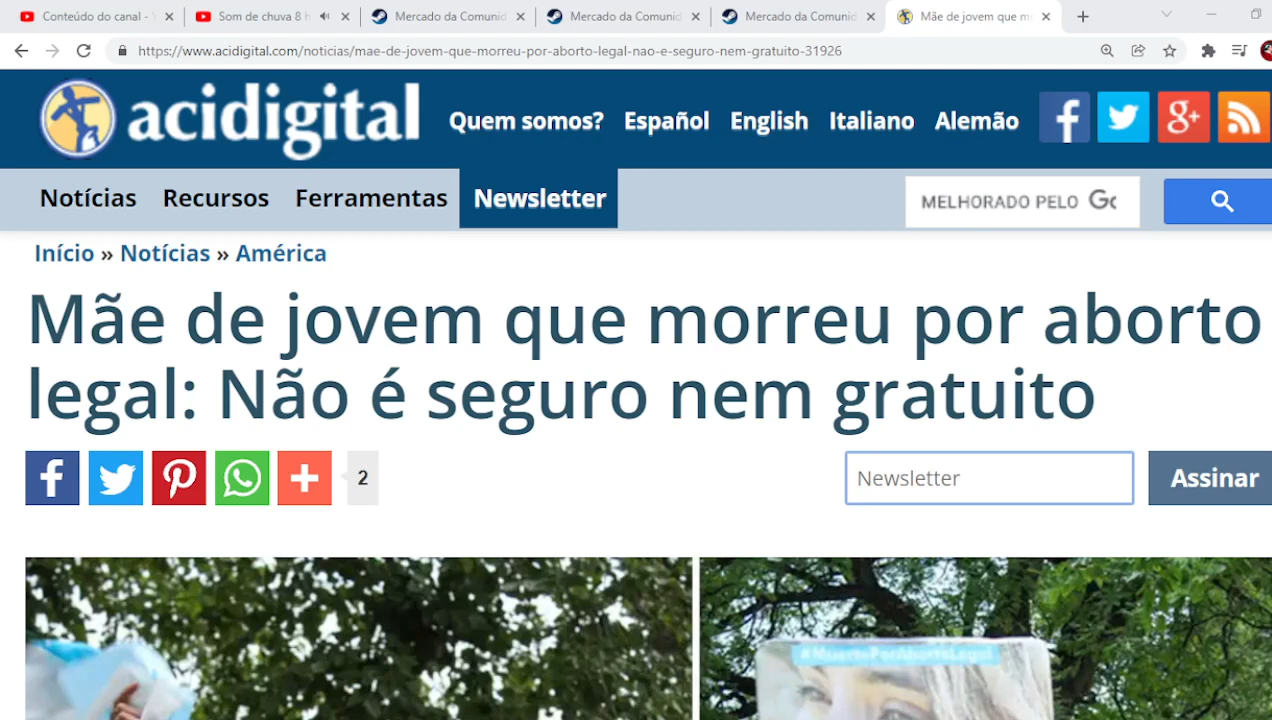 Conteúdo do canal - Y
Som de chuva 8 h
Mercado da Comunid
Mercado da Comunid
Mercado da Comunid
Mãe de jovem que m
https://www.acidigital.com/noticias/mae-de-jovem-que-morreu-por-aborto-legal-nao-e-seguro-nem-gratuito-31926
acidigital
Quem somos? Español English Italiano Alemão
Notícias Recursos Ferramentas Newsletter
MELHORADO PELO Go
Início » Notícias » América
Mãe de jovem que morreu por aborto
legal: Não é seguro nem gratuito
2
Newsletter
Assinar
#MuertaPorAbortoLegal